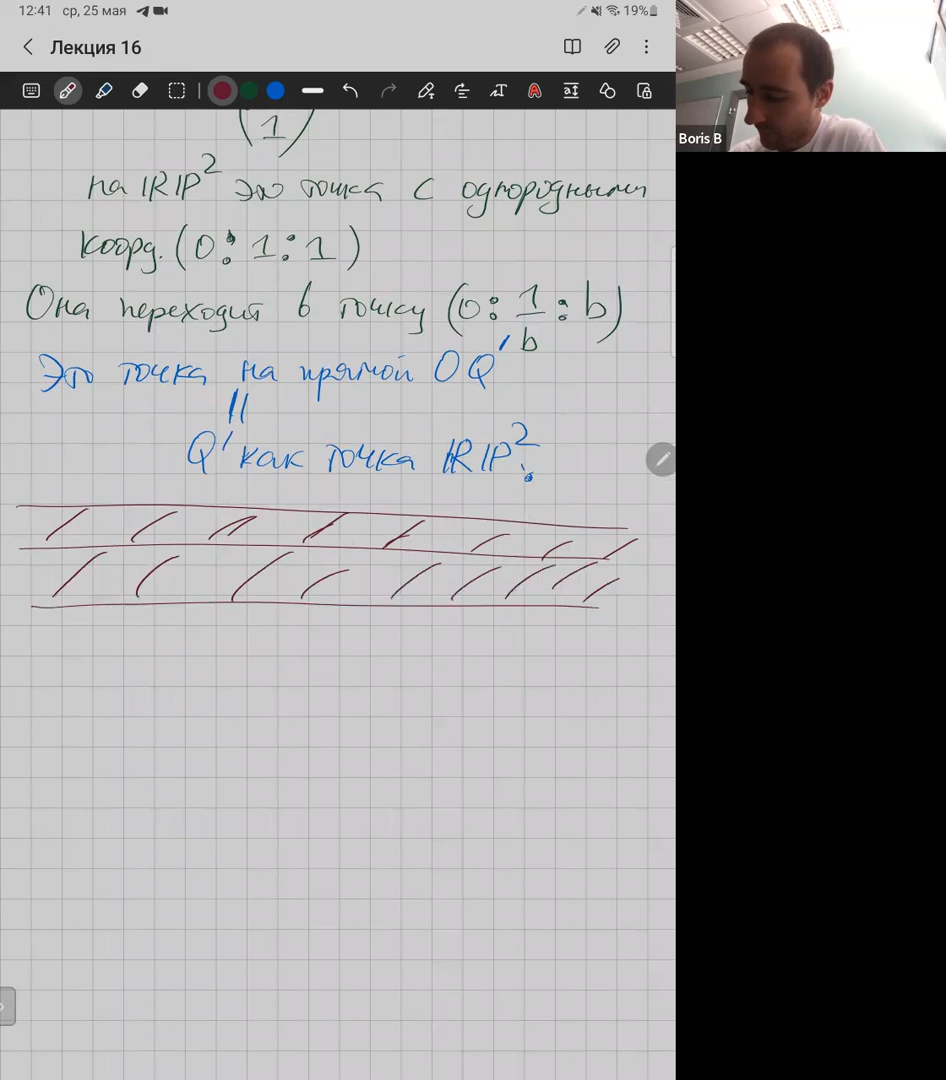 12:41 ср, 25 мая
19%
Лекция 16
Boris B
(1)
на ℝℙ² это точка с однородными
коорд. (0 : 1 : 1)
Она переходит в точку (0 : 1/b : b)
Это точка на прямой OQ'
||
Q' как точка ℝℙ².